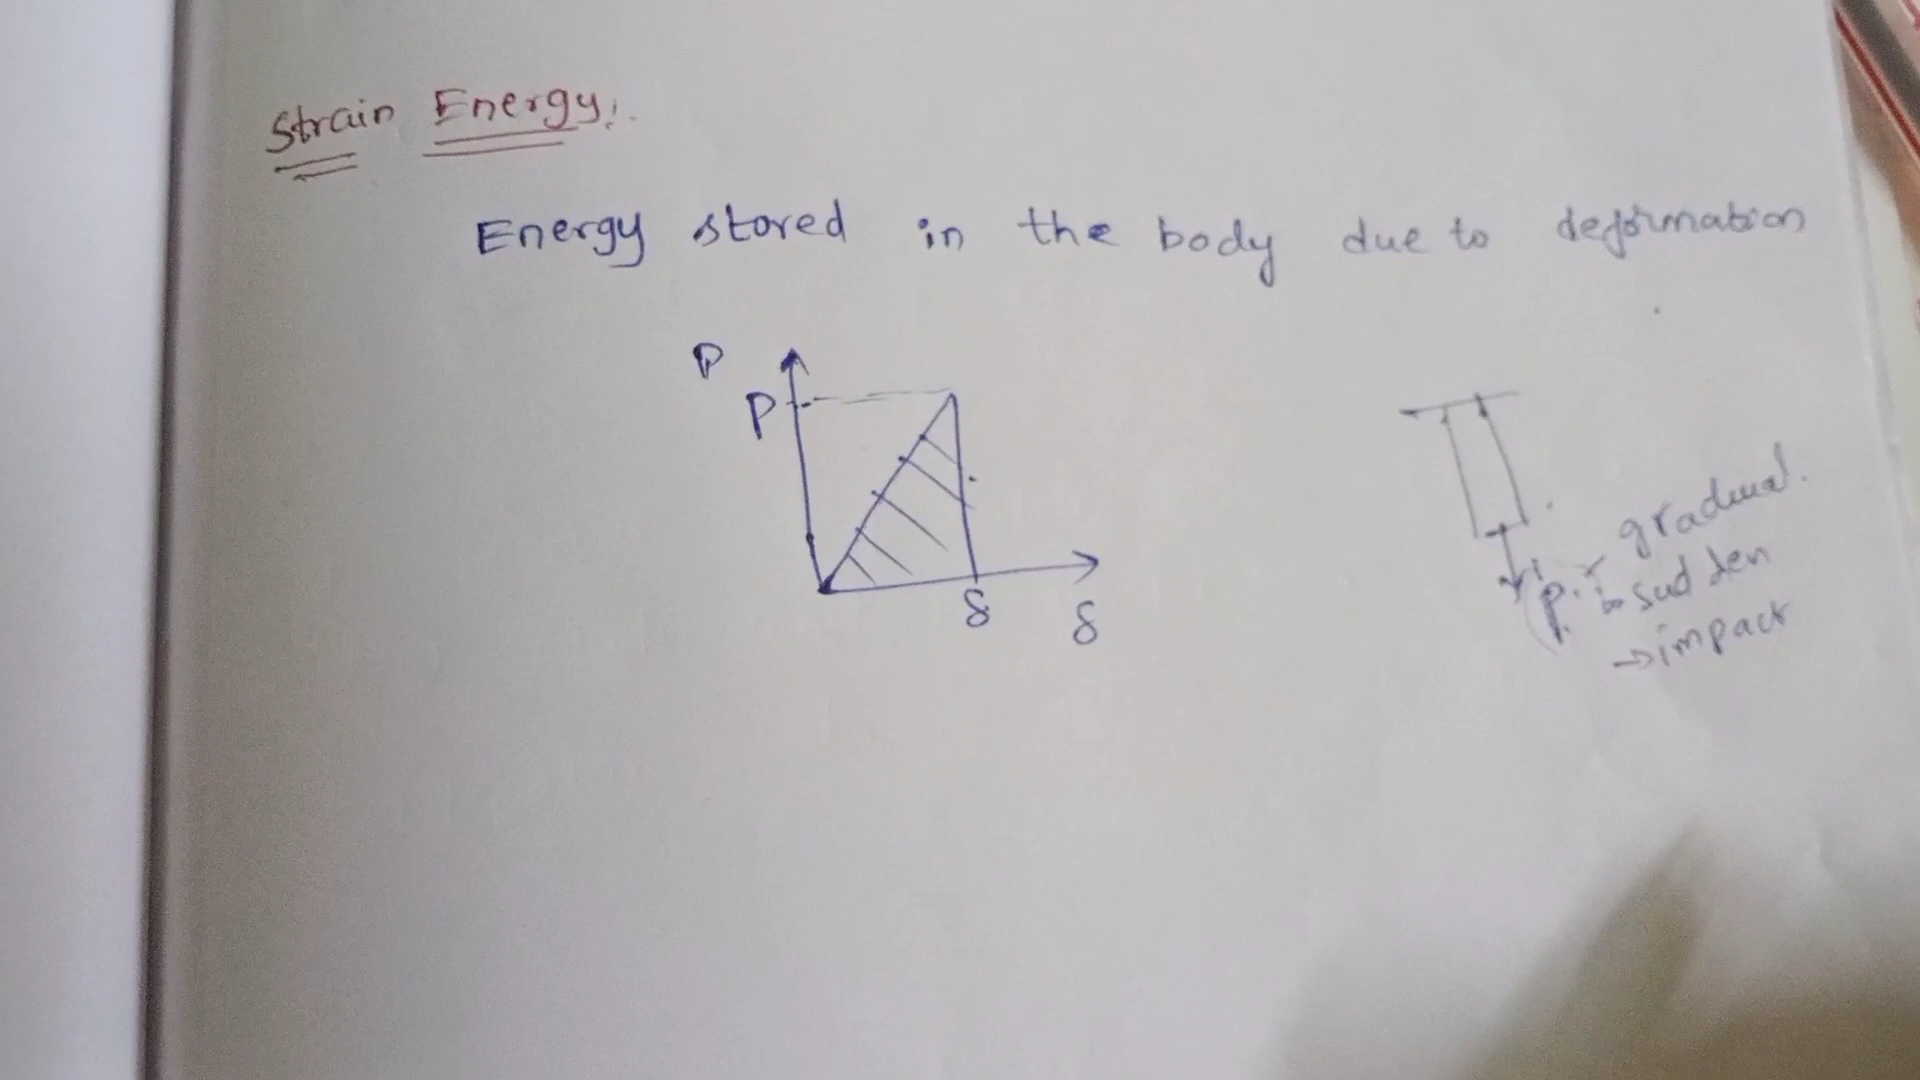 Strain Energy:
Energy stored in the body due to deformation
P
P
δ
δ
gradual.
P. sudden
→impact